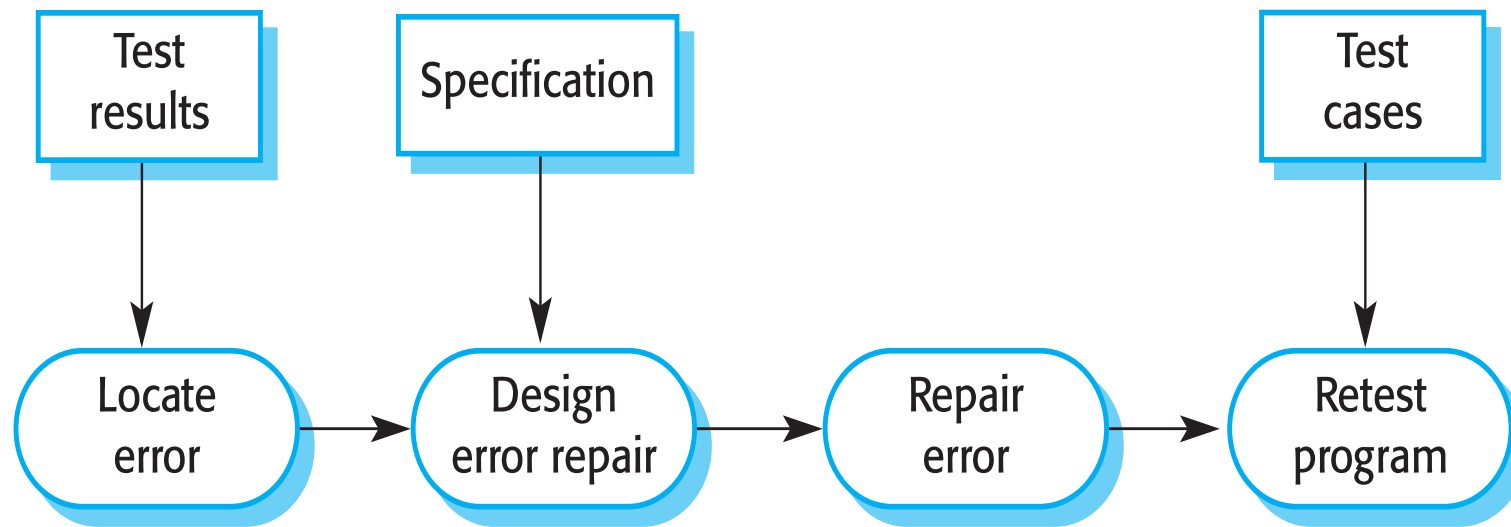 Test
results
Specification
Test
cases
Locate
error
Design
error repair
Repair
error
Retest
program